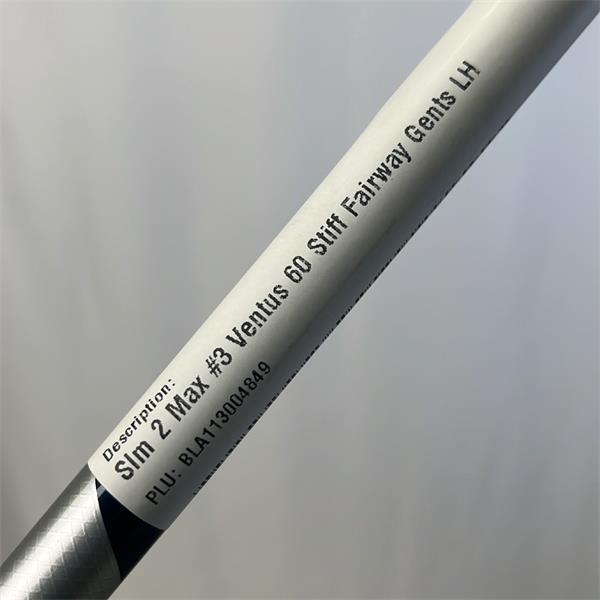 Description:
Slm 2 Max #3 Ventus 60 Stiff Fairway Gents LH
PLU: BLA113004849